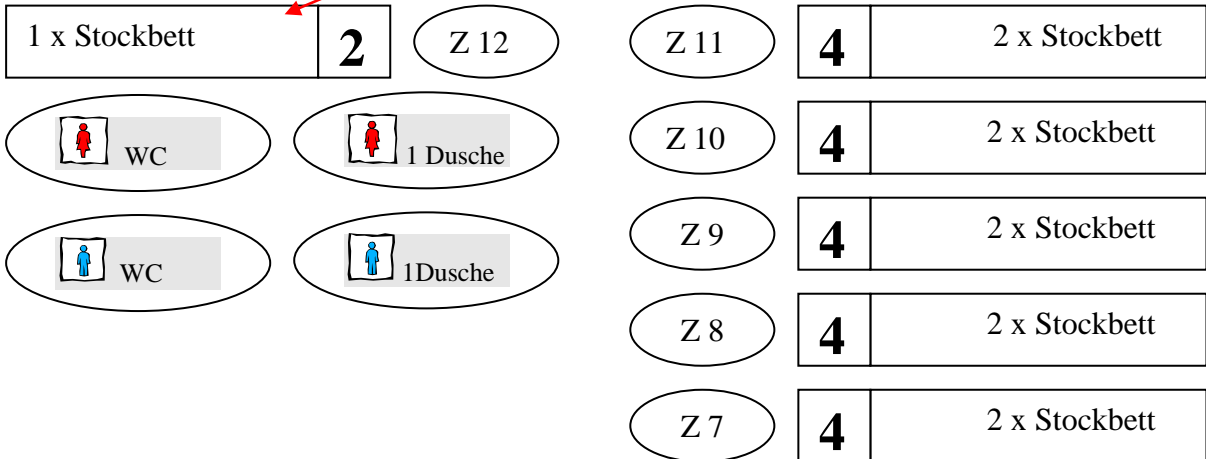 1 x Stockbett 2 Z 12 Z 11 4 2 x Stockbett
WC 1 Dusche Z 10 4 2 x Stockbett
Z 9 4 2 x Stockbett
WC 1Dusche
Z 8 4 2 x Stockbett
Z 7 4 2 x Stockbett